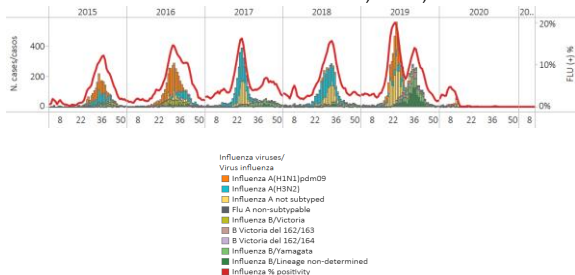 2015 2016 2017 2018 2019 2020 20..
N. cases/casos
400
200
0
20%
10%
0%
FLU (+) %
8 22 36 50 8 22 36 50 8 22 36 50 8 22 36 50 8 22 36 50 8 22 36 50
Influenza viruses/
Virus influenza
Influenza A(H1N1)pdm09
Influenza A(H3N2)
Influenza A not subtyped
Flu A non-subtypable
Influenza B/Victoria
B Victoria del 162/163
B Victoria del 162/164
Influenza B/Yamagata
Influenza B/Lineage non-determined
Influenza % positivity